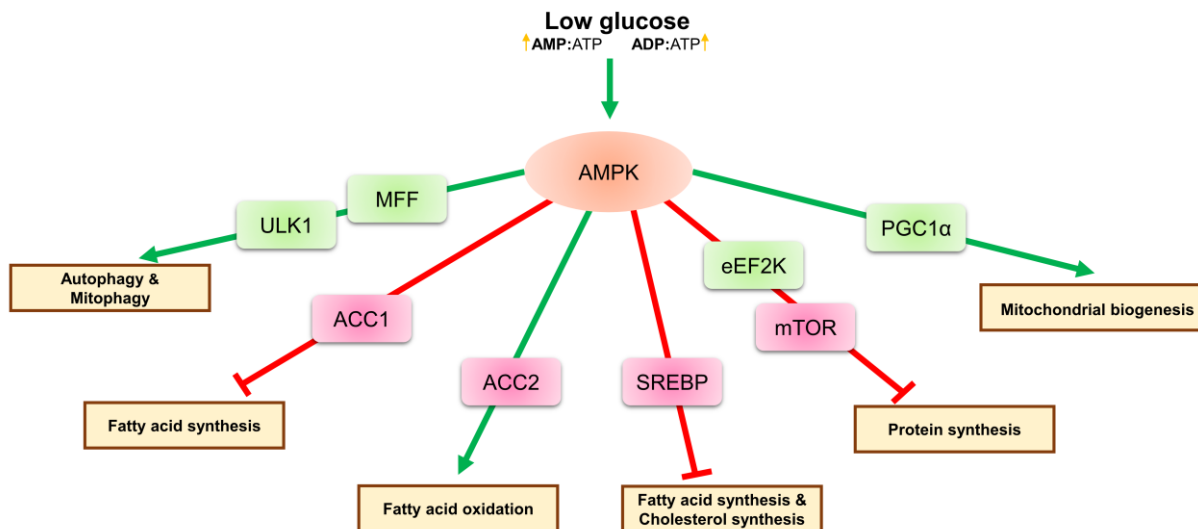 Low glucose
↑AMP:ATP ADP:ATP↑
AMPK
MFF
ULK1
PGC1α
eEF2K
Autophagy &
Mitophagy
Mitochondrial biogenesis
ACC1
mTOR
ACC2
SREBP
Fatty acid synthesis
Protein synthesis
Fatty acid oxidation
Fatty acid synthesis &
Cholesterol synthesis